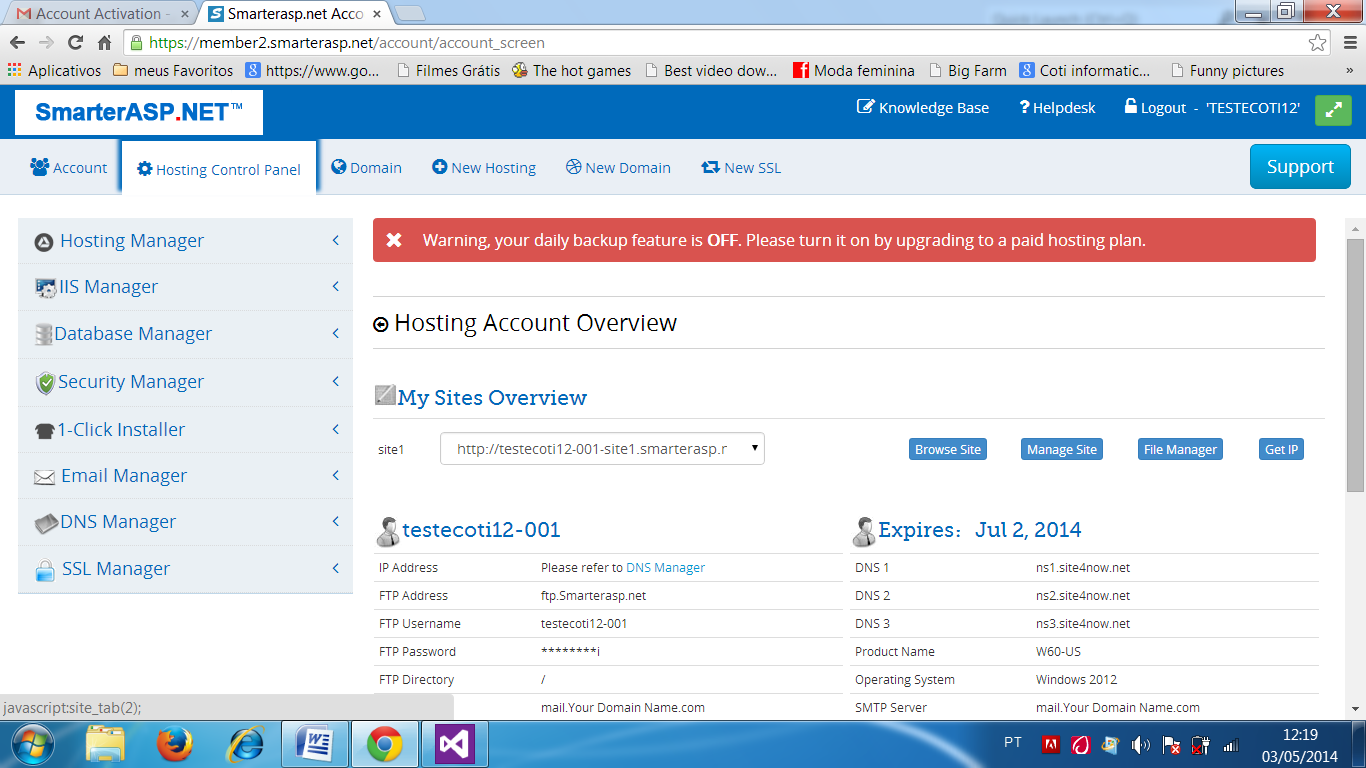 Account Activation -
Smarterasp.net Acco
https://member2.smarterasp.net/account/account_screen
Aplicativos
meus Favoritos
https://www.go...
Filmes Grátis
The hot games
Best video dow...
Moda feminina
Big Farm
Coti informatic...
Funny pictures
»
SmarterASP.NET™
Knowledge Base
Helpdesk
Logout - 'TESTECOTI12'
Account
Hosting Control Panel
Domain
New Hosting
New Domain
New SSL
Support
Hosting Manager
IIS Manager
Database Manager
Security Manager
1-Click Installer
Email Manager
DNS Manager
SSL Manager
Warning, your daily backup feature is OFF. Please turn it on by upgrading to a paid hosting plan.
Hosting Account Overview
My Sites Overview
site1
http://testecoti12-001-site1.smarterasp.r
Browse Site
Manage Site
File Manager
Get IP
testecoti12-001
IP Address Please refer to DNS Manager
FTP Address ftp.Smarterasp.net
FTP Username testecoti12-001
FTP Password ********i
FTP Directory /
mail.Your Domain Name.com
Expires: Jul 2, 2014
DNS 1 ns1.site4now.net
DNS 2 ns2.site4now.net
DNS 3 ns3.site4now.net
Product Name W60-US
Operating System Windows 2012
SMTP Server mail.Your Domain Name.com
javascript:site_tab(2);
PT
12:19
03/05/2014